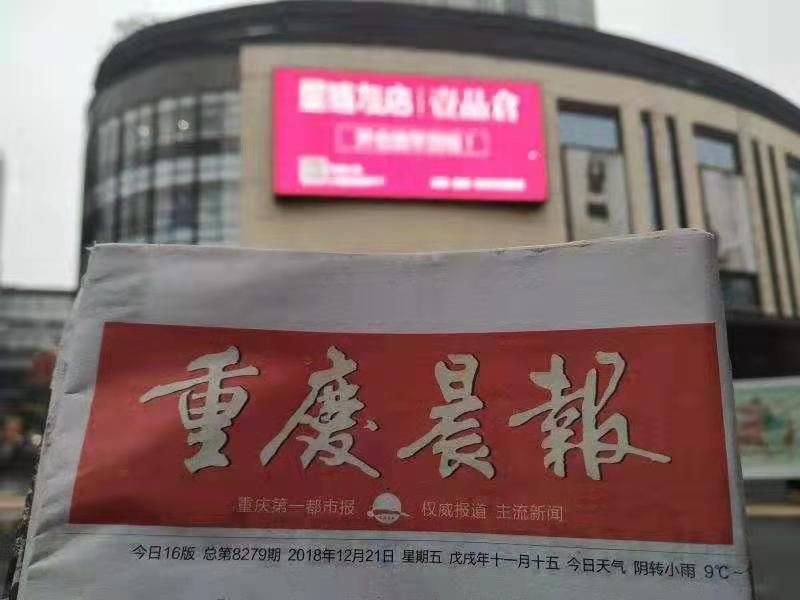 壹品倉
重慶晨報
重庆第一都市报 权威报道 主流新闻
今日16版 总第8279期 2018年12月21日 星期五 戊戌年十一月十五 今日天气 阴转小雨 9℃~